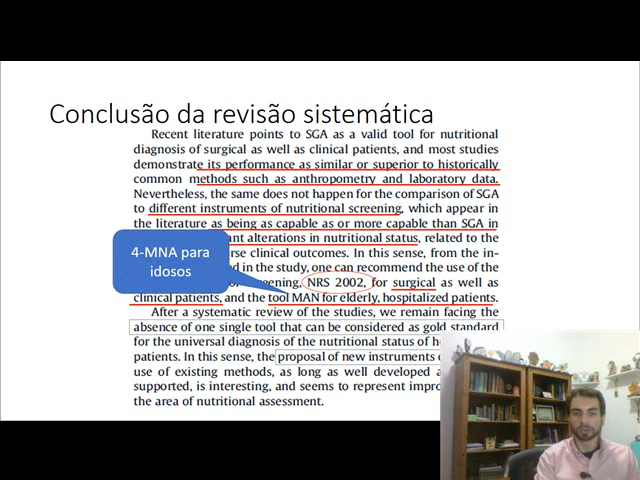 Conclusão da revisão sistemática
Recent literature points to SGA as a valid tool for nutritional
diagnosis of surgical as well as clinical patients, and most studies
demonstrate its performance as similar or superior to historically
common methods such as anthropometry and laboratory data.
Nevertheless, the same does not happen for the comparison of SGA
to different instruments of nutritional screening, which appear in
the literature as being as capable as or more capable than SGA in
alterations in nutritional status, related to the
clinical outcomes. In this sense, from the
in the study, one can recommend the use of the
NRS 2002, for surgical as well as
clinical patients, and the tool MAN for elderly, hospitalized patients.
4-MNA para
idosos
After a systematic review of the studies, we remain facing the
absence of one single tool that can be considered as gold standard
for the universal diagnosis of the nutritional status of
patients. In this sense, the proposal of new instruments
use of existing methods, as long as well developed
supported, is interesting, and seems to represent
the area of nutritional assessment.